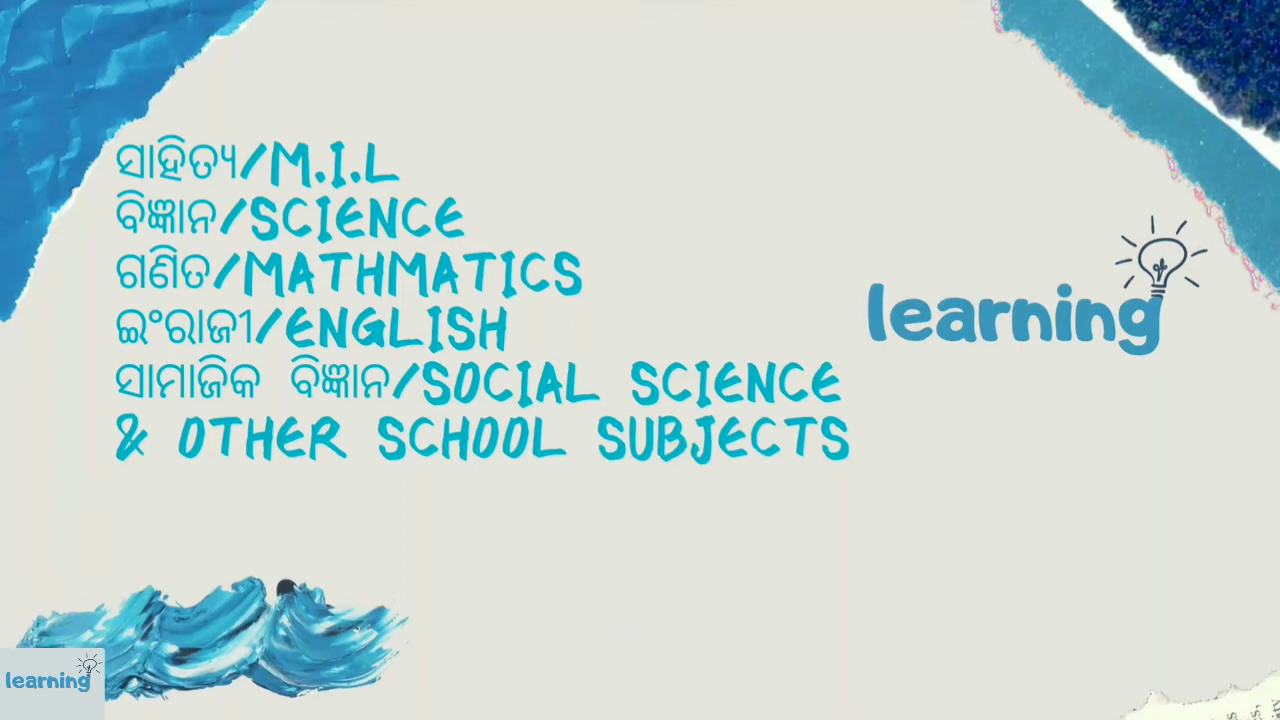 ସାହିତ୍ୟ/M.I.L
ବିଜ୍ଞାନ/SCIENCE
ଗଣିତ/MATHMATICS
ଇଂରାଜୀ/ENGLISH
ସାମାଜିକ ବିଜ୍ଞାନ/SOCIAL SCIENCE
& OTHER SCHOOL SUBJECTS
learning
learning